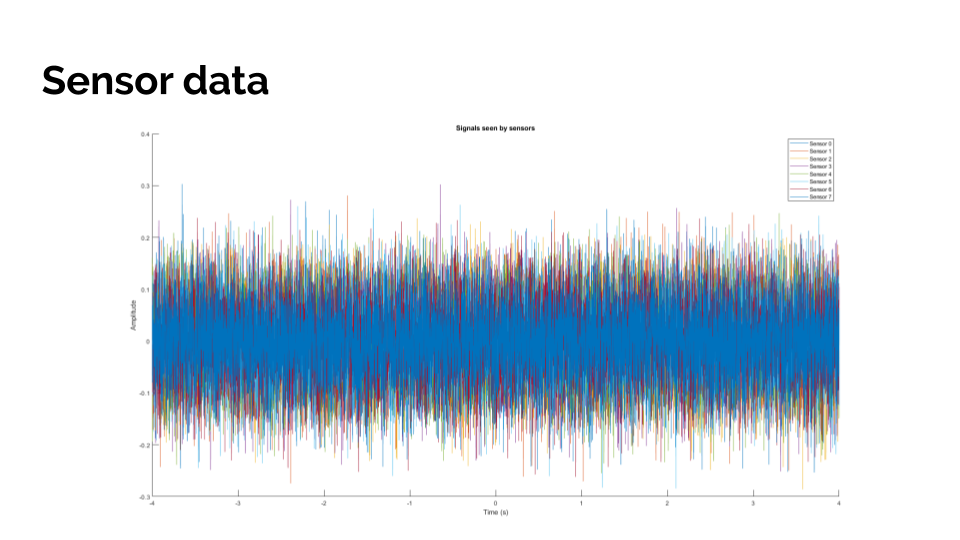 Sensor data
Signals seen by sensors
0.4
0.3
0.2
0.1
0
-0.1
-0.2
-0.3
Amplitude
-4
-3
-2
-1
0
1
2
3
4
Time (s)
Sensor 0
Sensor 1
Sensor 2
Sensor 3
Sensor 4
Sensor 5
Sensor 6
Sensor 7